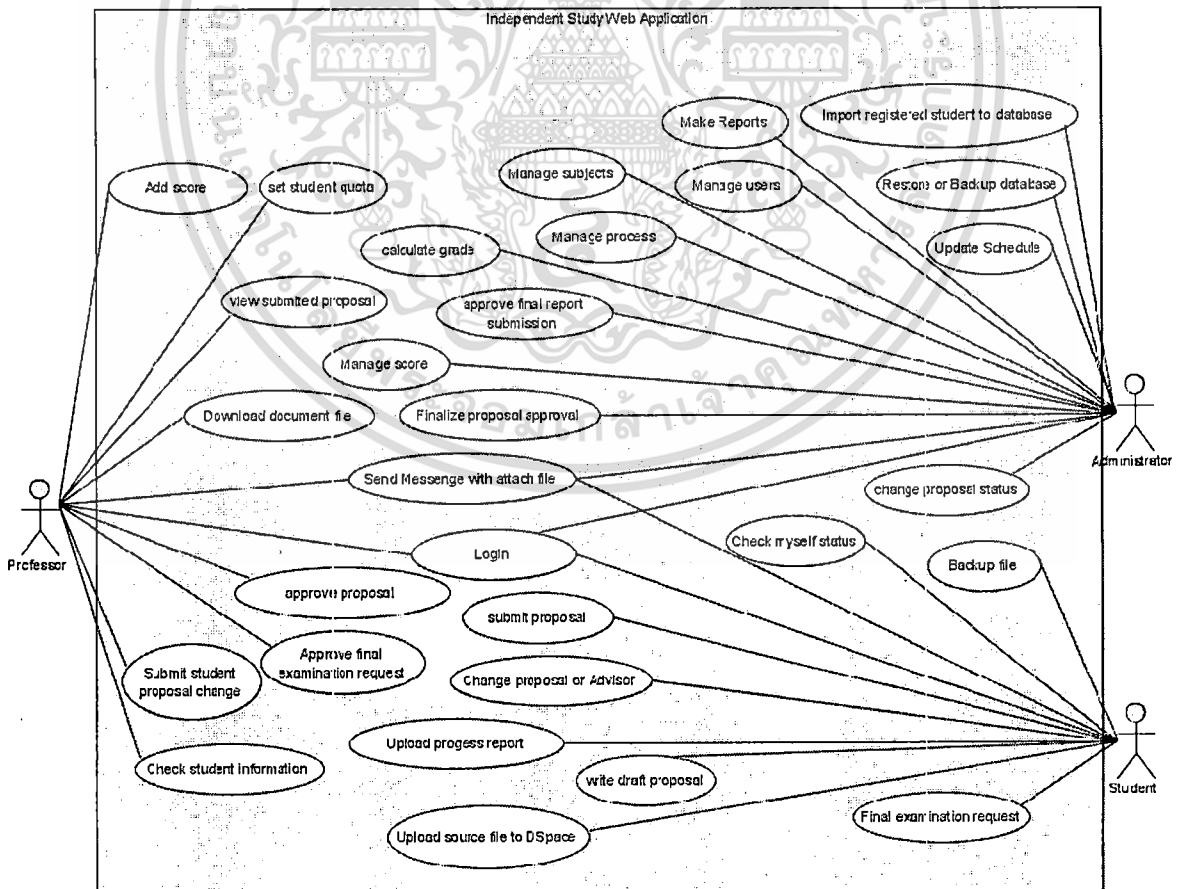 Independent Study Web Application
Make Reports
Import registered student to database
Add score
set student quota
Manage subjects
Manage users
Restore or Backup database
calculate grade
Manage process
Update Schedule
view submitted proposal
approve final report
submission
Manage score
Download document file
Finalize proposal approval
Administrator
Send Messenge with attach file
change proposal status
Professor
Login
Check myself status
Backup file
approve proposal
submit proposal
Approve final
examination request
Submit student
proposal change
Change proposal or Advisor
Upload progess report
Check student information
write draft proposal
Student
Final examination request
Upload source file to DSpace